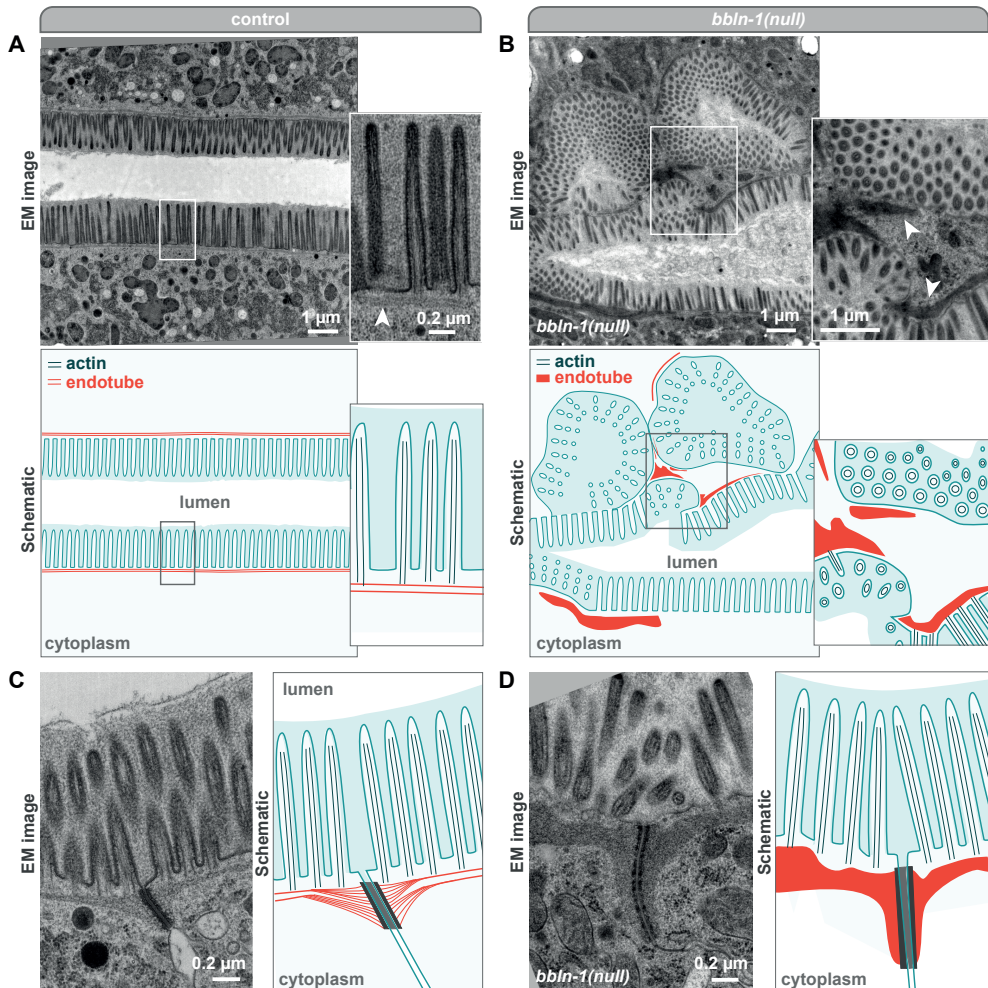 control
bbln-1(null)
A
EM image
1 μm
0.2 μm
B
EM image
bbln-1(null)
1 μm
1 μm
Schematic
actin
endotube
lumen
cytoplasm
Schematic
actin
endotube
lumen
cytoplasm
C
EM image
0.2 μm
Schematic
lumen
cytoplasm
D
EM image
bbln-1(null)
0.2 μm
Schematic
cytoplasm